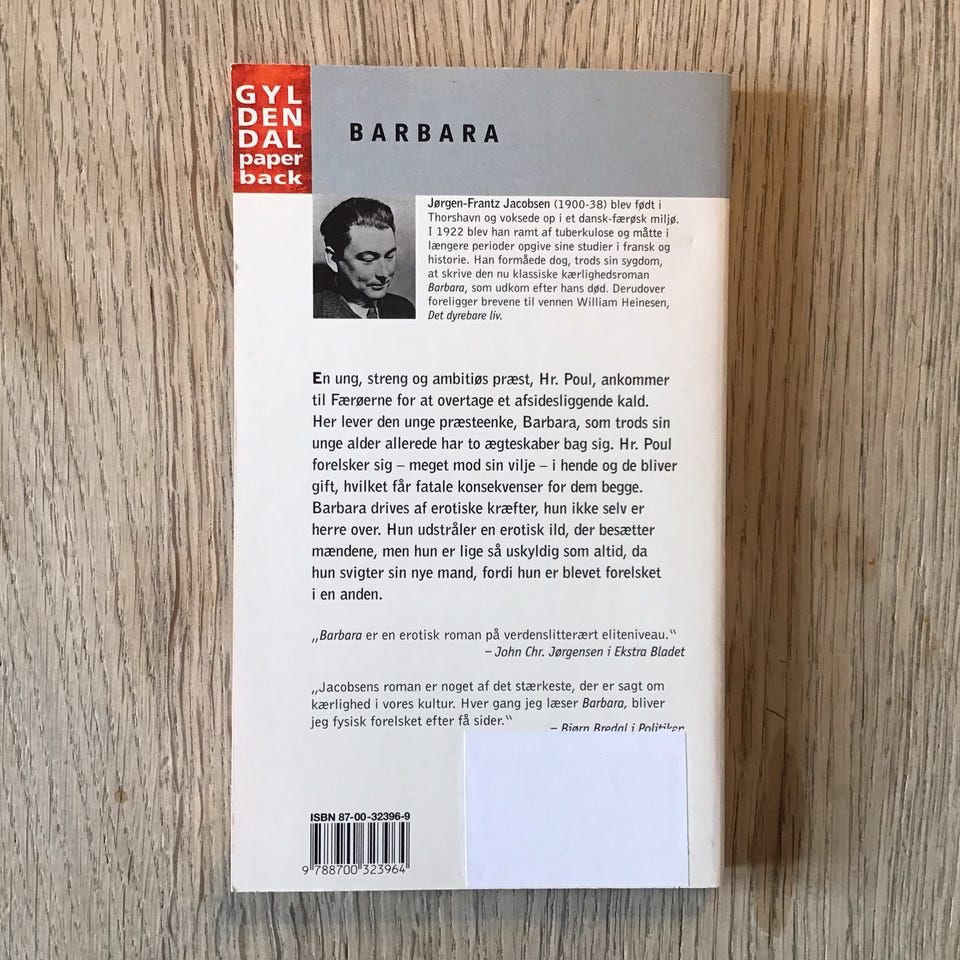 GYL
DEN
DAL
paper
back
BARBARA
Jørgen-Frantz Jacobsen (1900-38) blev født i
Thorshavn og voksede op i et dansk-færøsk miljø.
I 1922 blev han ramt af tuberkulose og måtte i
længere perioder opgive sine studier i fransk og
historie. Han formåede dog, trods sin sygdom,
at skrive den nu klassiske kærlighedsroman
Barbara, som udkom efter hans død. Derudover
foreligger brevene til vennen William Heinesen,
Det dyrebare liv.
En ung, streng og ambitiøs præst, Hr. Poul, ankommer
til Færøerne for at overtage et afsidesliggende kald.
Her lever den unge præsteenke, Barbara, som trods sin
unge alder allerede har to ægteskaber bag sig. Hr. Poul
forelsker sig – meget mod sin vilje – i hende og de bliver
gift, hvilket får fatale konsekvenser for dem begge.
Barbara drives af erotiske kræfter, hun ikke selv er
herre over. Hun udstråler en erotisk ild, der besætter
mændene, men hun er lige så uskyldig som altid, da
hun svigter sin nye mand, fordi hun er blevet forelsket
i en anden.
„Barbara er en erotisk roman på verdenslitterært eliteniveau.“
– John Chr. Jørgensen i Ekstra Bladet
„Jacobsens roman er noget af det stærkeste, der er sagt om
kærlighed i vores kultur. Hver gang jeg læser Barbara, bliver
jeg fysisk forelsket efter få sider.“
– Bjørn Bredal i Politiken
ISBN 87-00-32396-9
9 788700 323964